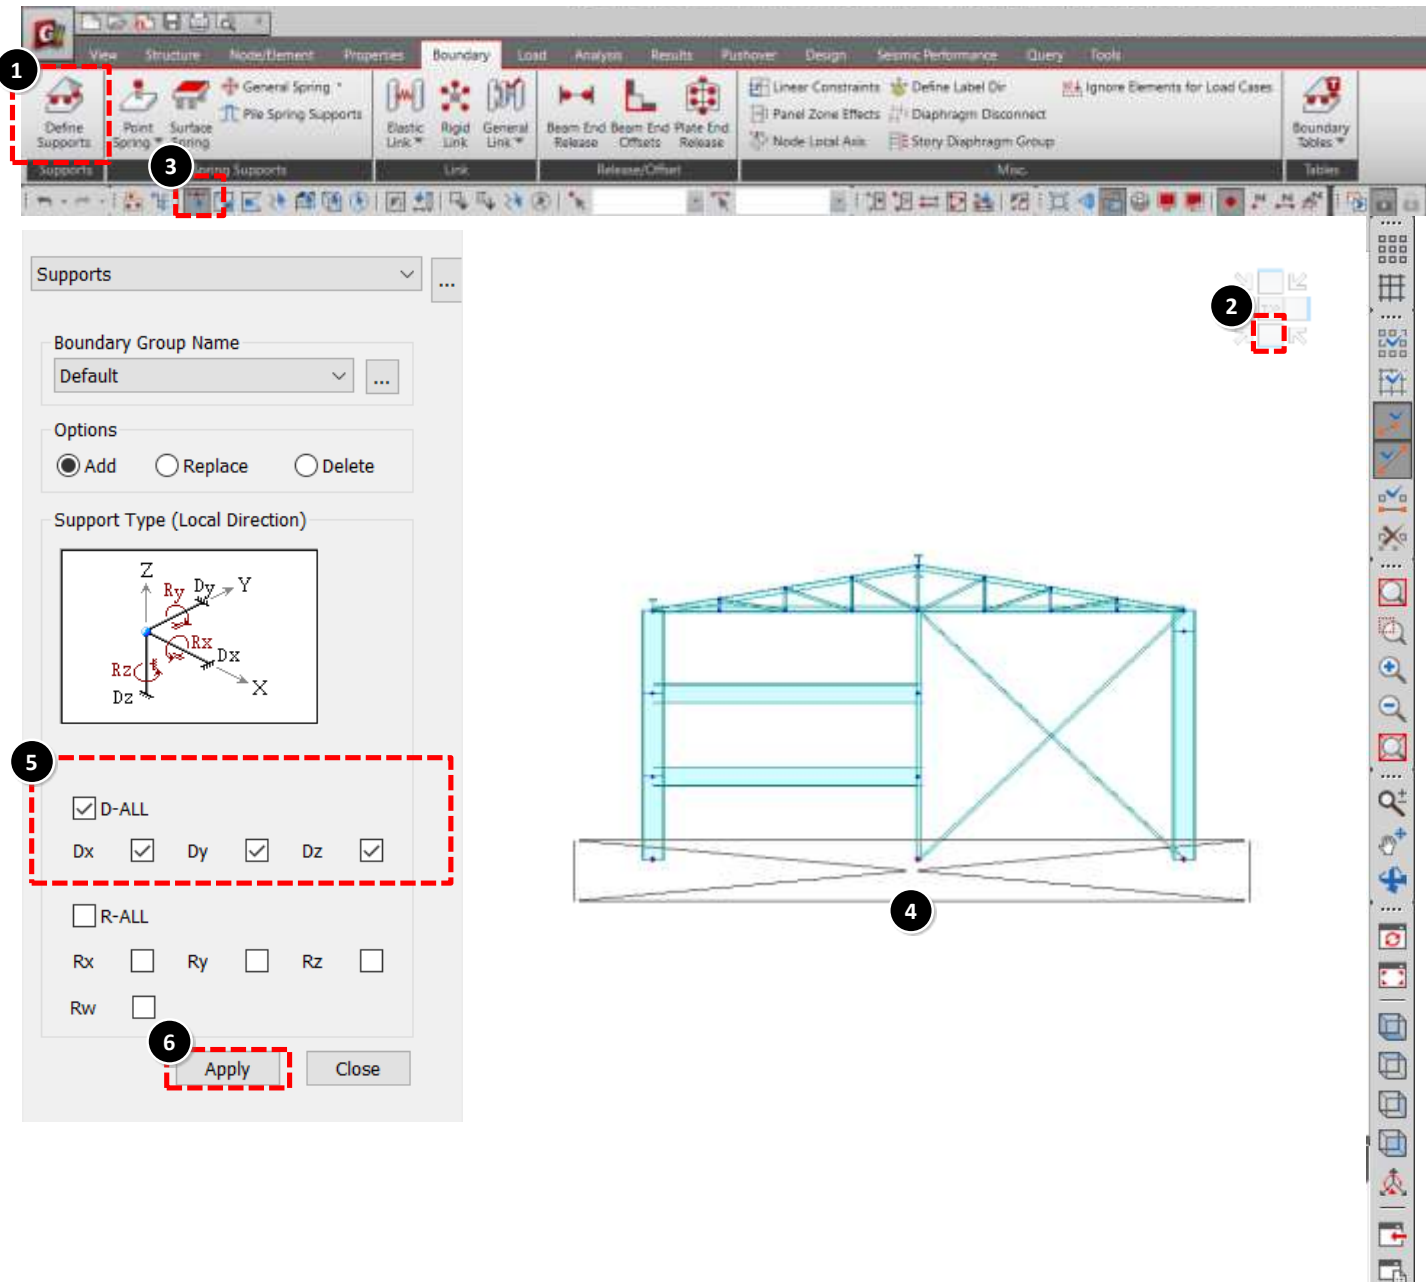 View Structure Node/Element Properties Boundary Load Analysis Results Pushover Design Seismic Performance Query Tools
1
Define
Supports
Point
Spring
Surface
Spring
General Spring
Pile Spring Supports
Elastic
Link
Rigid
Link
General
Link
Beam End
Release
Beam End
Offsets
Plate End
Release
Linear Constraints
Panel Zone Effects
Node Local Axis
Define Label Dir
Diaphragm Disconnect
Story Diaphragm Group
Ignore Elements for Load Cases
Boundary
Tables
3
Supports Spring Supports Link Release/Offset Misc. Tables
Supports
...
2
Boundary Group Name
Default
...
Options
Add Replace Delete
Support Type (Local Direction)
Z
Ry Dy Y
Rx
Dx
Rz
Dz
X
5
D-ALL
Dx Dy Dz
4
R-ALL
Rx Ry Rz
Rw
6
Apply Close